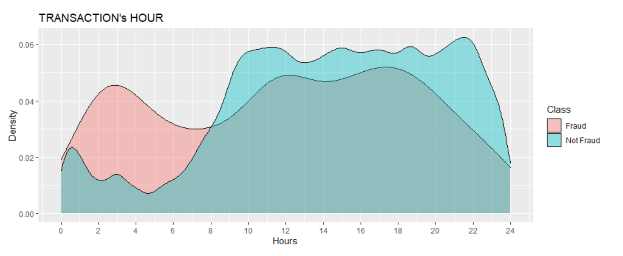 TRANSACTION's HOUR
0.06
0.04
0.02
0.00
Density
0 2 4 6 8 10 12 14 16 18 20 22 24
Hours
Class
Fraud
Not Fraud